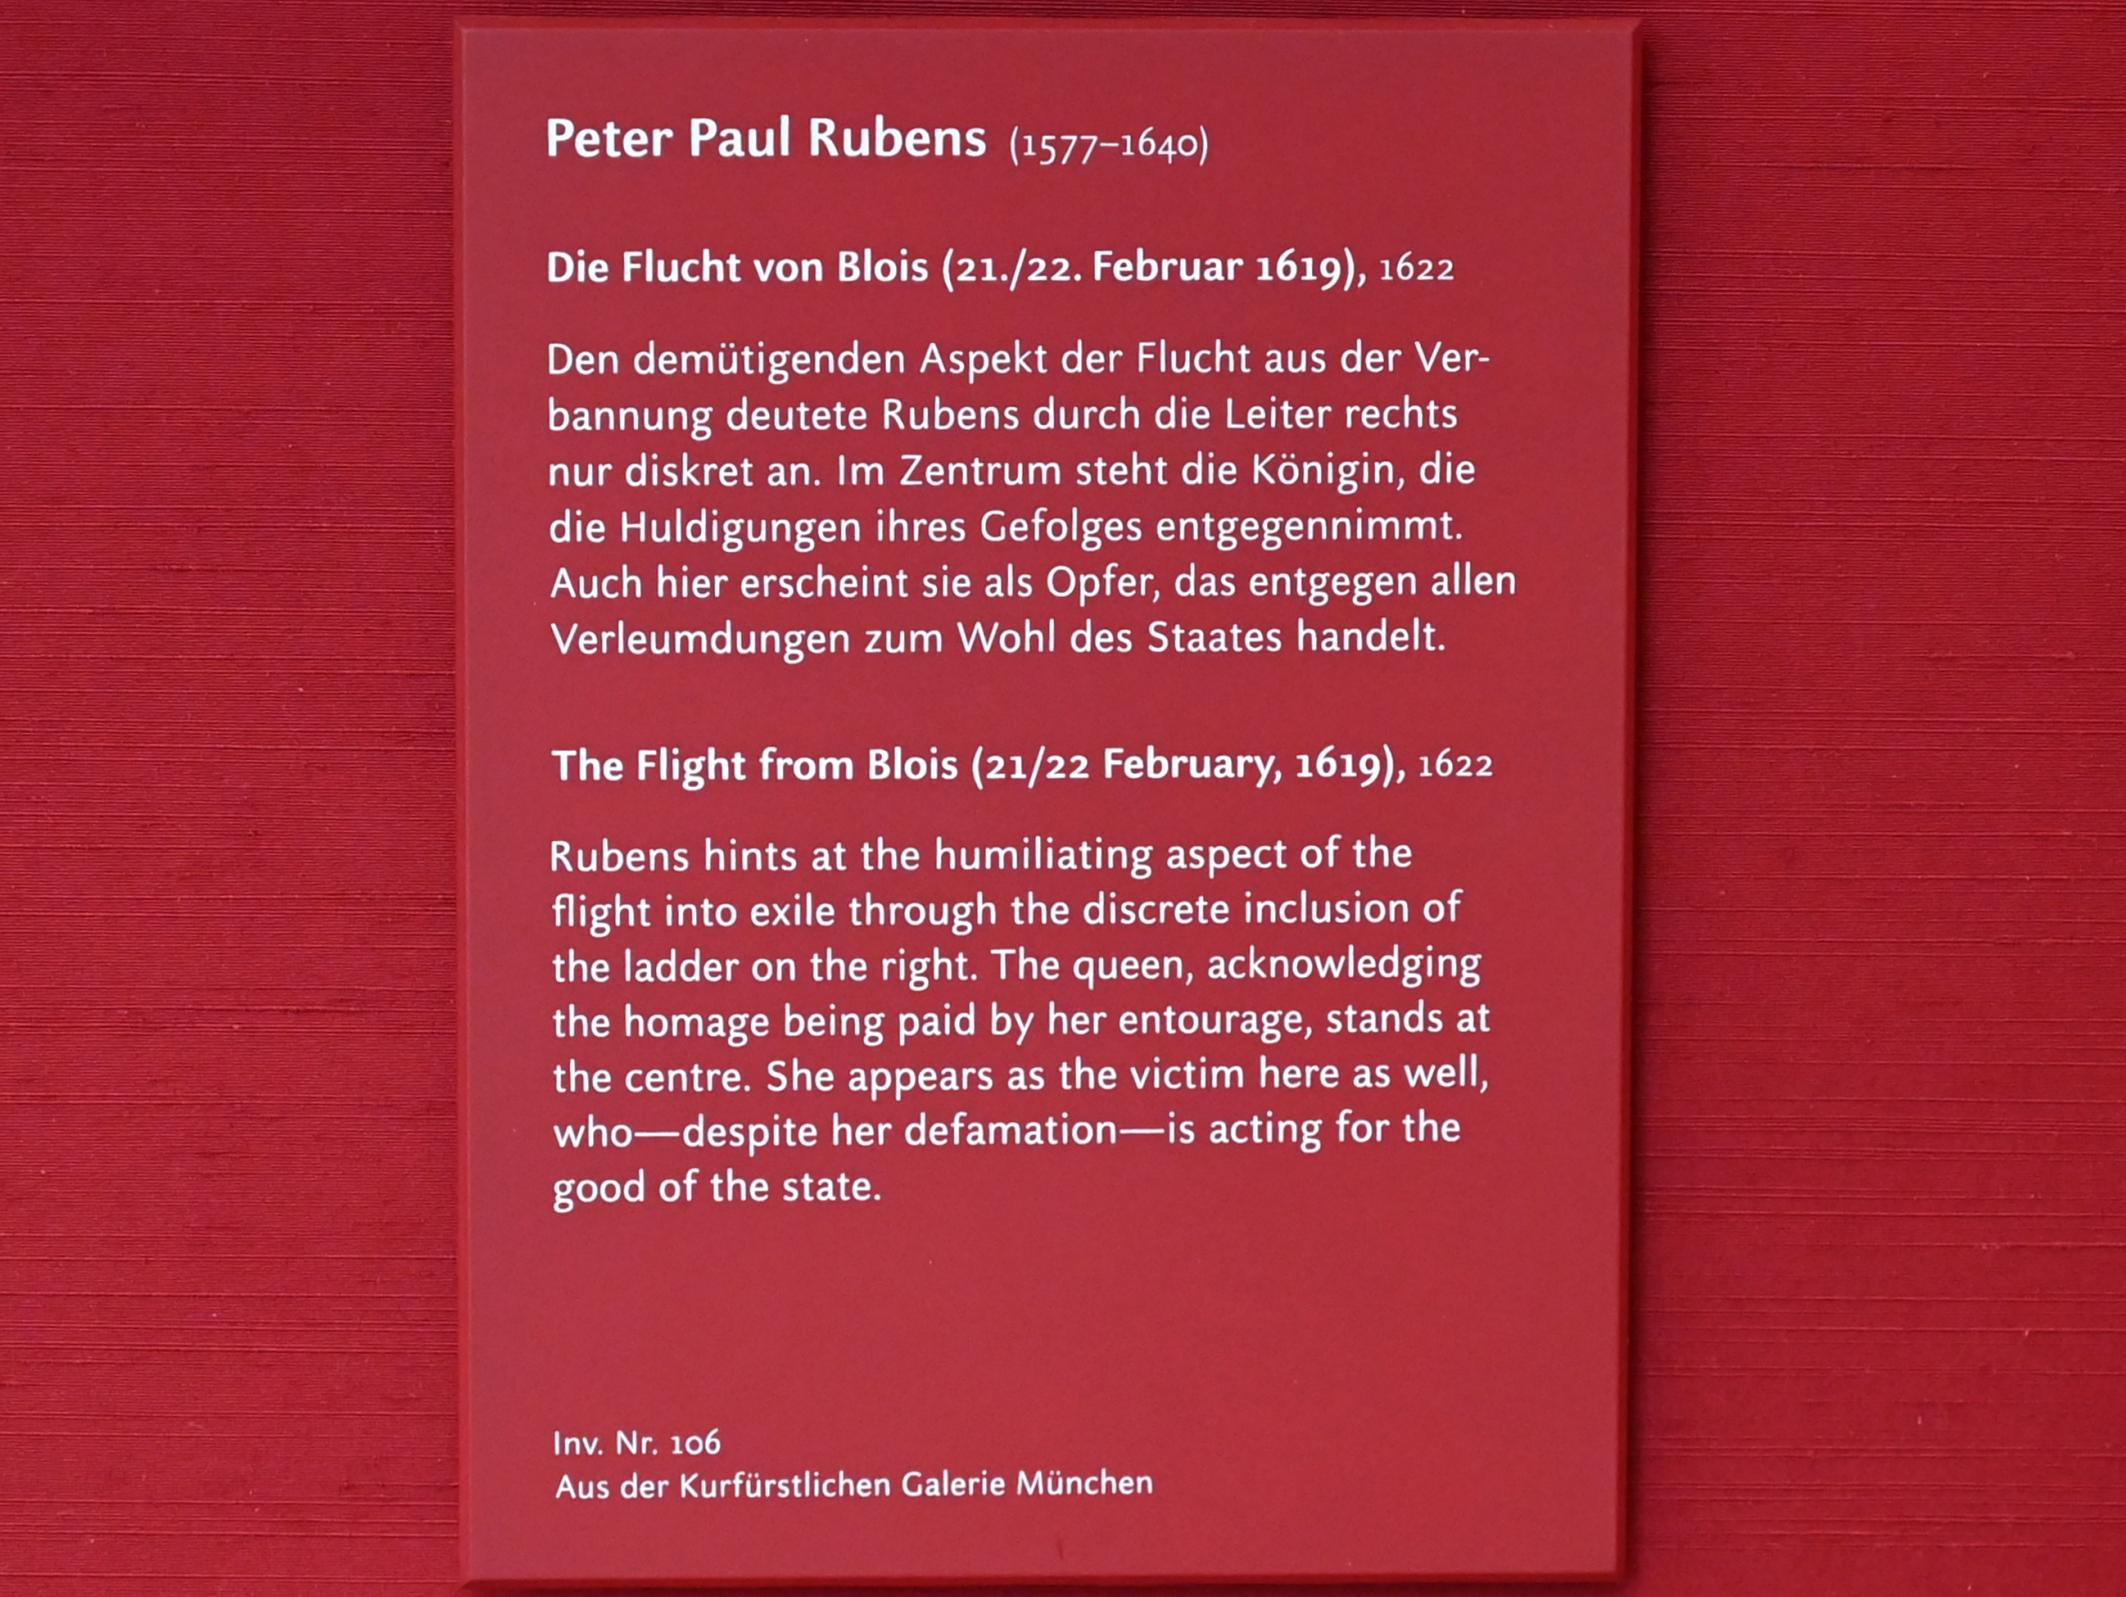 Peter Paul Rubens (1577–1640)
Die Flucht von Blois (21./22. Februar 1619), 1622
Den demütigenden Aspekt der Flucht aus der Ver-
bannung deutete Rubens durch die Leiter rechts
nur diskret an. Im Zentrum steht die Königin, die
die Huldigungen ihres Gefolges entgegennimmt.
Auch hier erscheint sie als Opfer, das entgegen allen
Verleumdungen zum Wohl des Staates handelt.
The Flight from Blois (21/22 February, 1619), 1622
Rubens hints at the humiliating aspect of the
flight into exile through the discrete inclusion of
the ladder on the right. The queen, acknowledging
the homage being paid by her entourage, stands at
the centre. She appears as the victim here as well,
who—despite her defamation—is acting for the
good of the state.
Inv. Nr. 106
Aus der Kurfürstlichen Galerie München